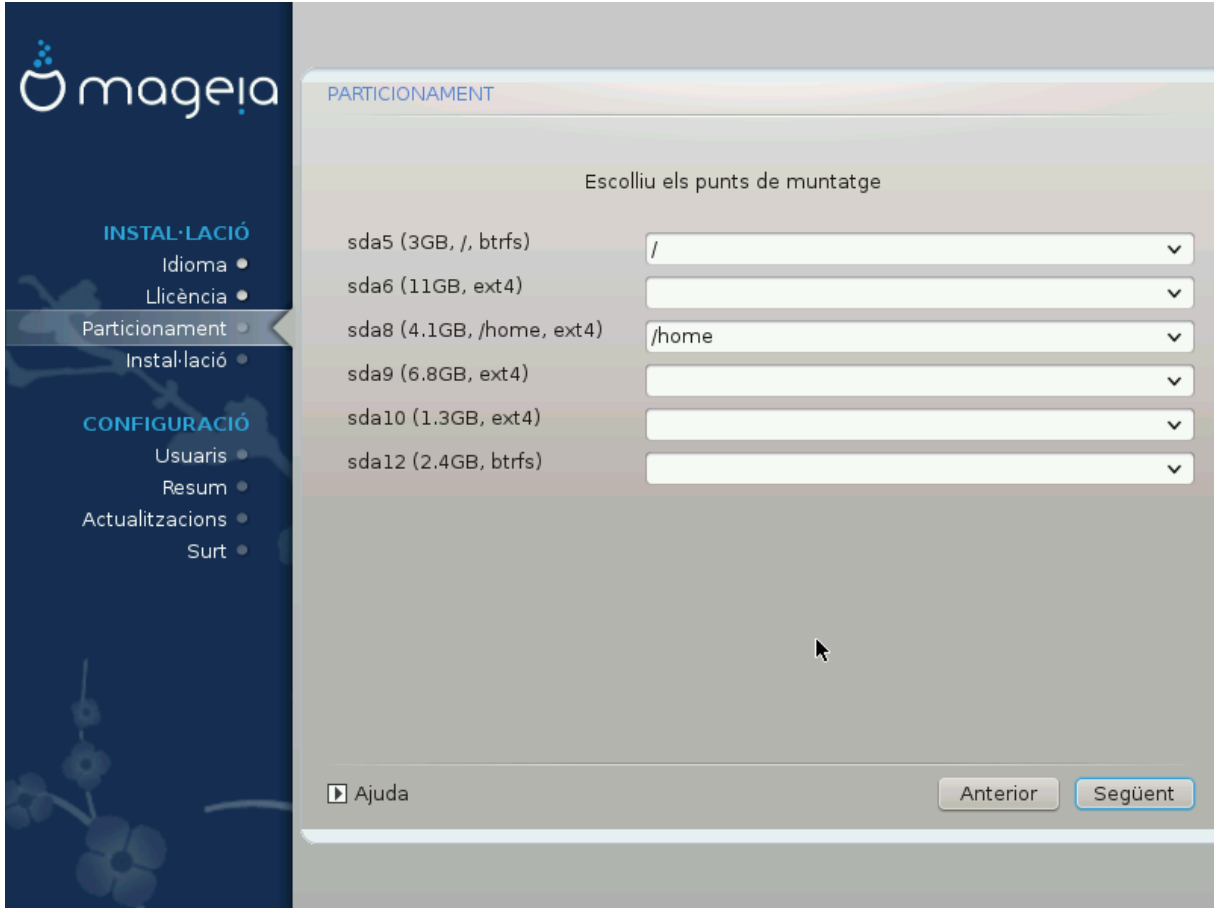 mageia
PARTICIONAMENT
Escolliu els punts de muntatge
INSTAL·LACIÓ
Idioma
Llicència
Particionament
Instal·lació
CONFIGURACIÓ
Usuaris
Resum
Actualitzacions
Surt
sda5 (3GB, /, btrfs)
/
sda6 (11GB, ext4)
sda8 (4.1GB, /home, ext4)
/home
sda9 (6.8GB, ext4)
sda10 (1.3GB, ext4)
sda12 (2.4GB, btrfs)
Ajuda
Anterior
Següent